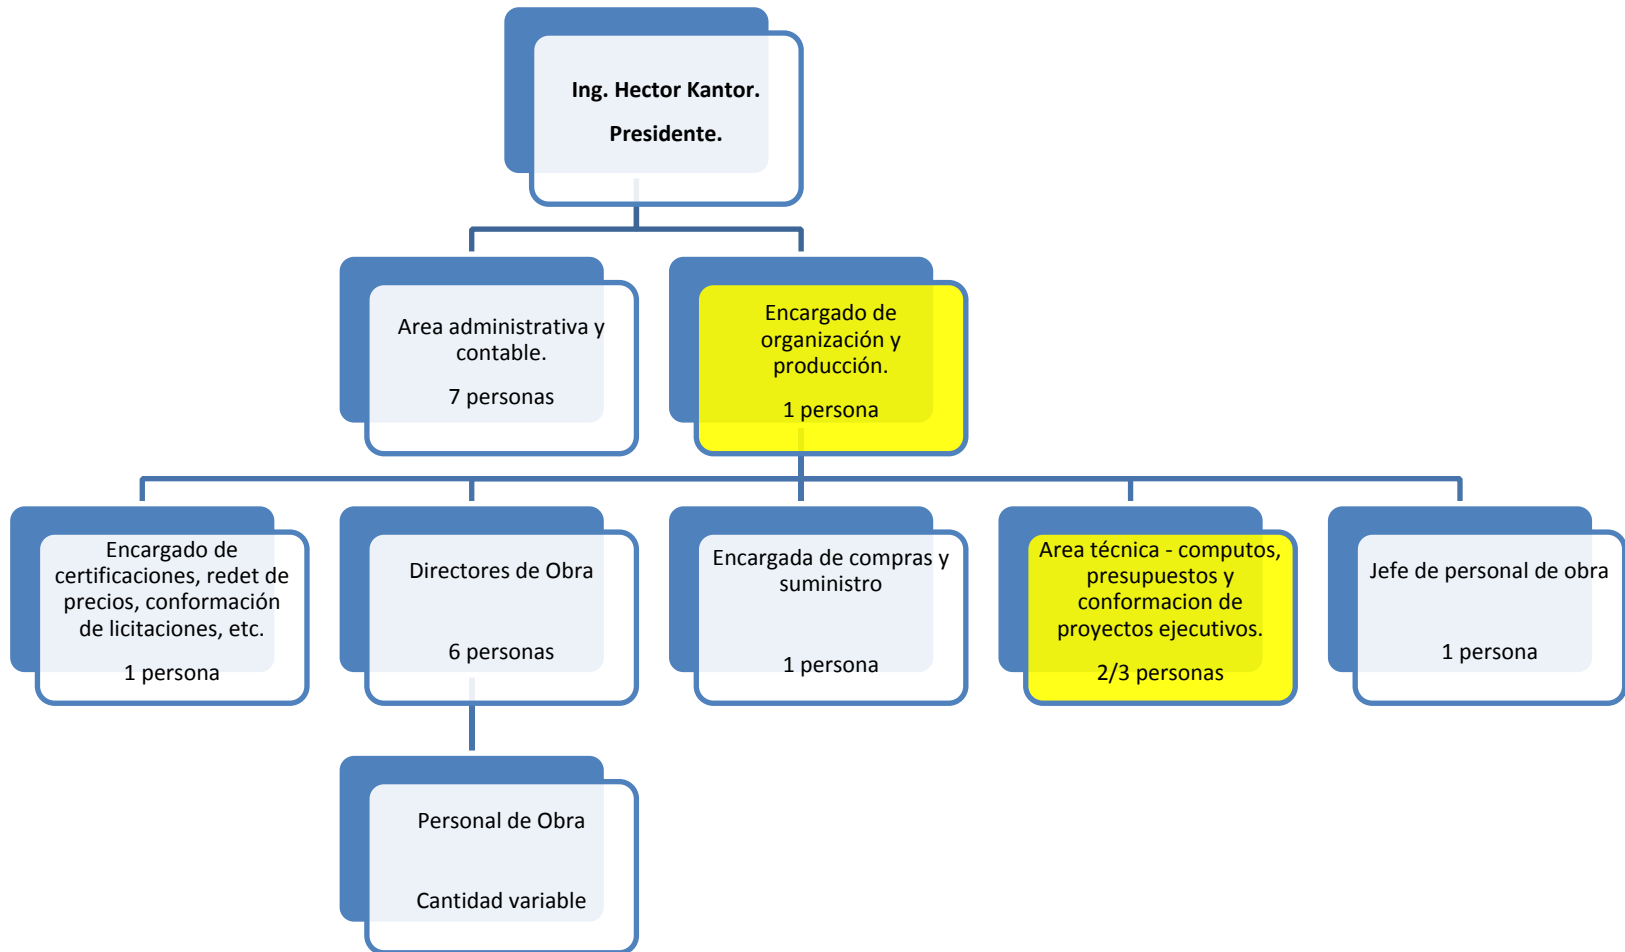 Ing. Hector Kantor.
Presidente.
Area administrativa y
contable.
7 personas
Encargado de
organización y
producción.
1 persona
Encargado de
certificaciones, redet de
precios, conformación
de licitaciones, etc.
1 persona
Directores de Obra
6 personas
Encargada de compras y
suministro
1 persona
Area técnica - computos,
presupuestos y
conformacion de
proyectos ejecutivos.
2/3 personas
Jefe de personal de obra
1 persona
Personal de Obra
Cantidad variable